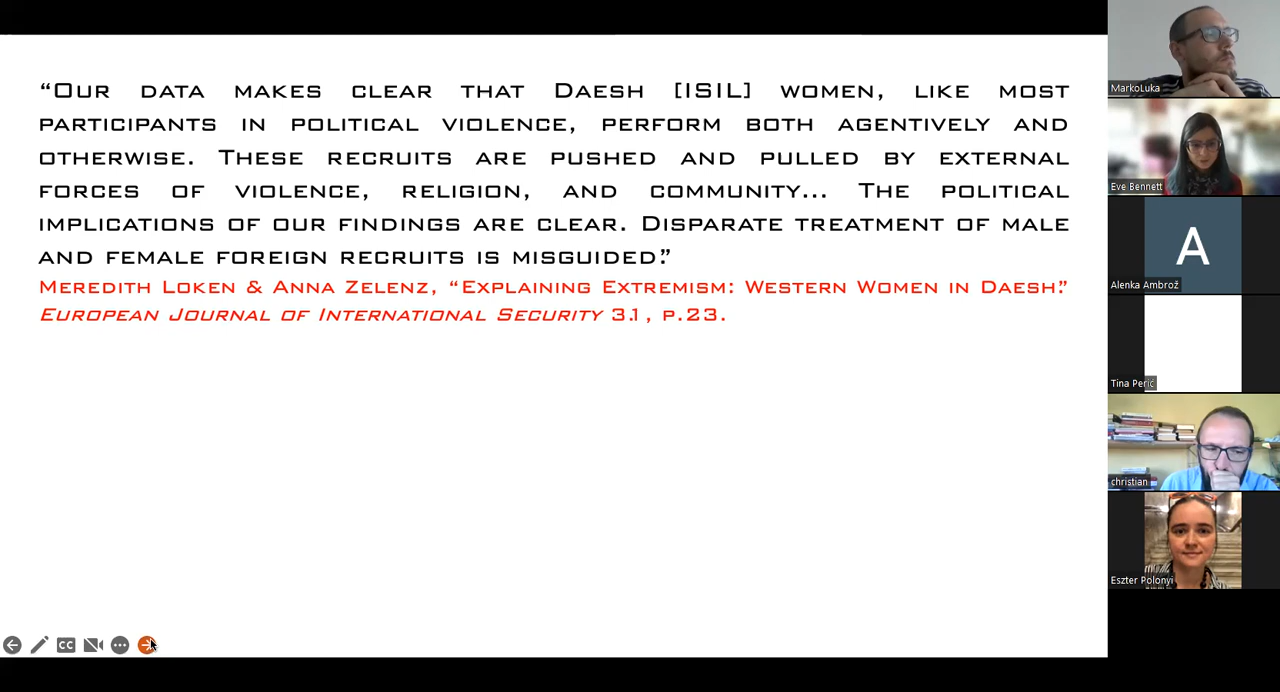 “Our data makes clear that Daesh [ISIL] women, like most
participants in political violence, perform both agentively and
otherwise. These recruits are pushed and pulled by external
forces of violence, religion, and community... The political
implications of our findings are clear. Disparate treatment of male
and female foreign recruits is misguided.”
Meredith Loken & Anna Zelenz, “Explaining Extremism: Western Women in Daesh.”
European Journal of International Security 3.1, p.23.
CC
MarkoLuka
Eve Bennett
A
Alenka Ambrož
Tina Perić
christian
Eszter Polonyi